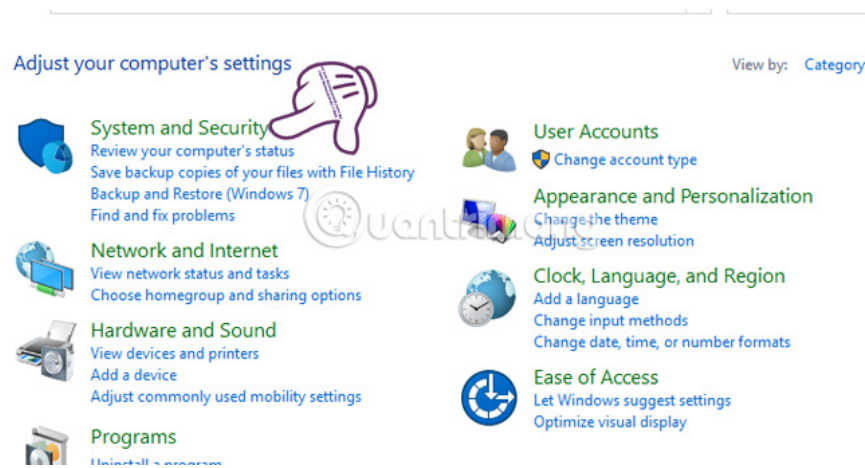 Adjust your computer's settings
View by: Category
System and Security
Review your computer's status
Save backup copies of your files with File History
Backup and Restore (Windows 7)
Find and fix problems
Network and Internet
View network status and tasks
Choose homegroup and sharing options
Hardware and Sound
View devices and printers
Add a device
Adjust commonly used mobility settings
Programs
Uninstall a program
User Accounts
Change account type
Appearance and Personalization
Change the theme
Adjust screen resolution
Clock, Language, and Region
Add a language
Change input methods
Change date, time, or number formats
Ease of Access
Let Windows suggest settings
Optimize visual display
Quantrimang